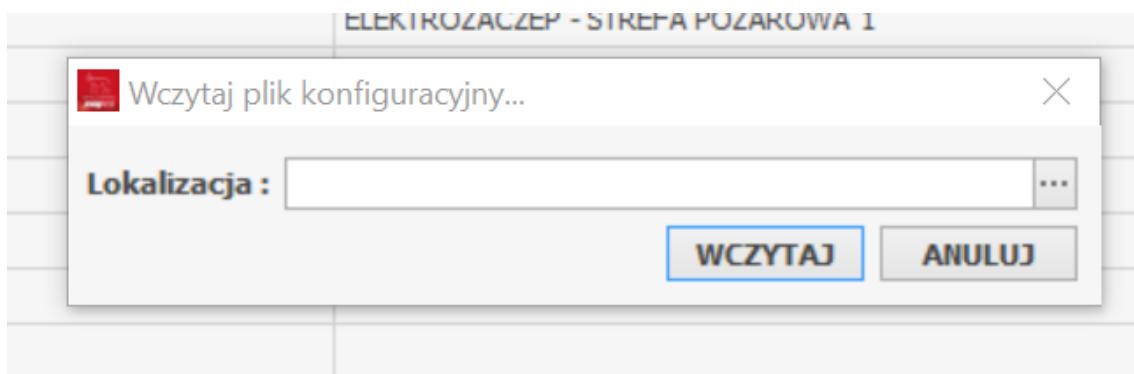 ELEKTROZACZEP - STREFA POŻAROWA 1
Wczytaj plik konfiguracyjny...
Lokalizacja :
...
WCZYTAJ
ANULUJ